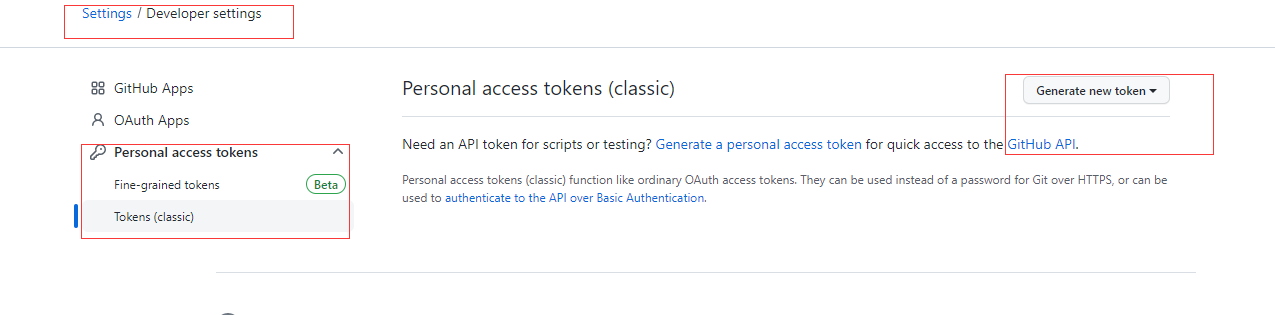 Settings / Developer settings
GitHub Apps
OAuth Apps
Personal access tokens
Fine-grained tokens Beta
Tokens (classic)
Personal access tokens (classic)
Generate new token
Need an API token for scripts or testing? Generate a personal access token for quick access to the GitHub API.
Personal access tokens (classic) function like ordinary OAuth access tokens. They can be used instead of a password for Git over HTTPS, or can be
used to authenticate to the API over Basic Authentication.